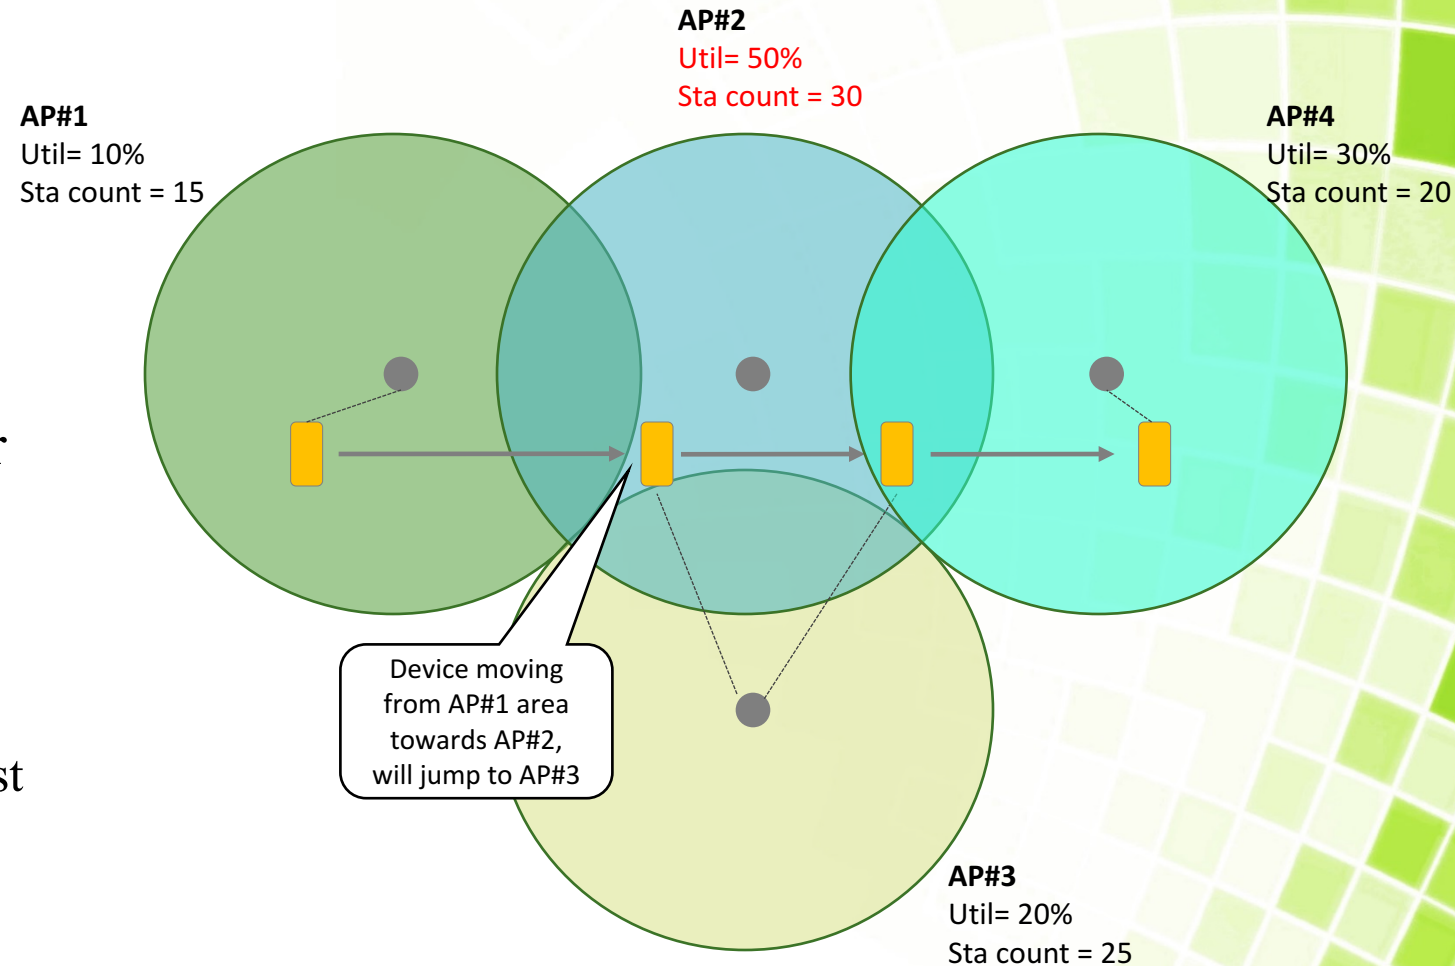 AP#2
Util= 50%
Sta count = 30
AP#1
Util= 10%
Sta count = 15
AP#4
Util= 30%
Sta count = 20
r
st
Device moving
from AP#1 area
towards AP#2,
will jump to AP#3
AP#3
Util= 20%
Sta count = 25